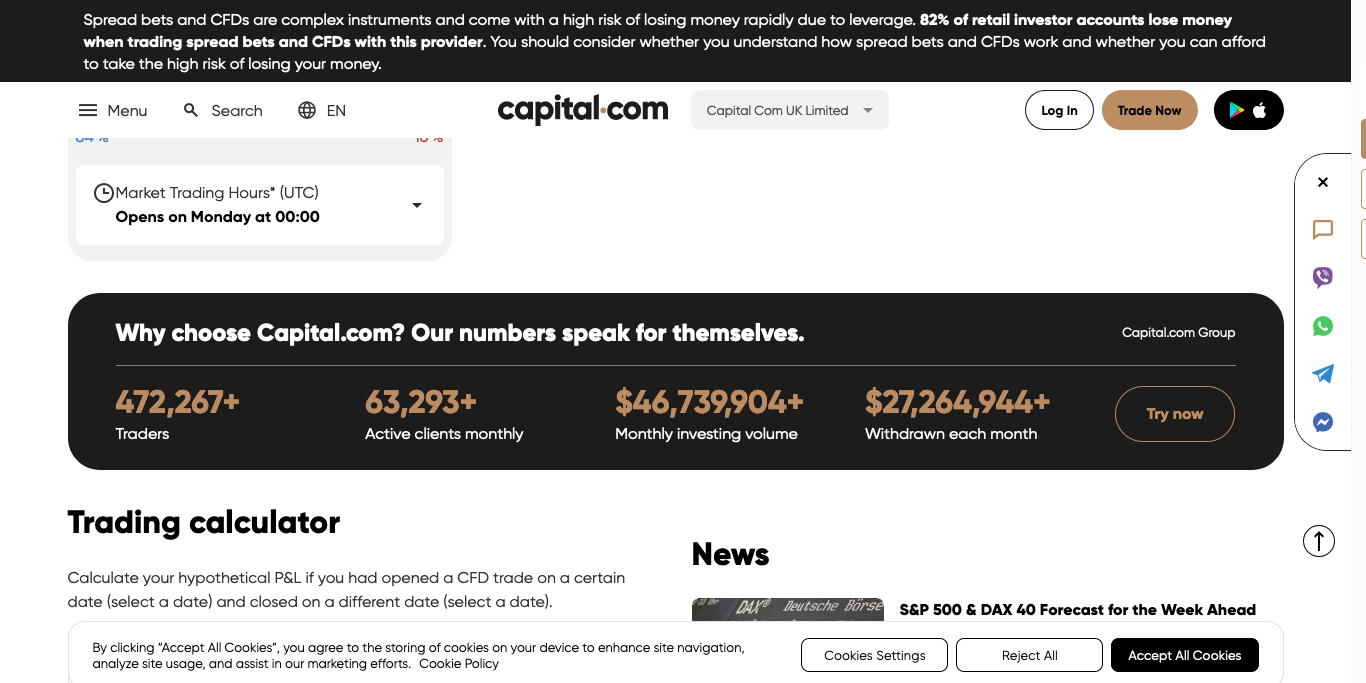 Spread bets and CFDs are complex instruments and come with a high risk of losing money rapidly due to leverage. 82% of retail investor accounts lose money
when trading spread bets and CFDs with this provider. You should consider whether you understand how spread bets and CFDs work and whether you can afford
to take the high risk of losing your money.
Menu
Search
EN
capital.com
Capital Com UK Limited
Log In
Trade Now
Market Trading Hours* (UTC)
Opens on Monday at 00:00
Why choose Capital.com? Our numbers speak for themselves.
Capital.com Group
472,267+
Traders
63,293+
Active clients monthly
$46,739,904+
Monthly investing volume
$27,264,944+
Withdrawn each month
Try now
Trading calculator
Calculate your hypothetical P&L if you had opened a CFD trade on a certain
date (select a date) and closed on a different date (select a date).
News
DAX® Deutsche Börse
S&P 500 & DAX 40 Forecast for the Week Ahead
By clicking “Accept All Cookies”, you agree to the storing of cookies on your device to enhance site navigation,
analyze site usage, and assist in our marketing efforts. Cookie Policy
Cookies Settings
Reject All
Accept All Cookies